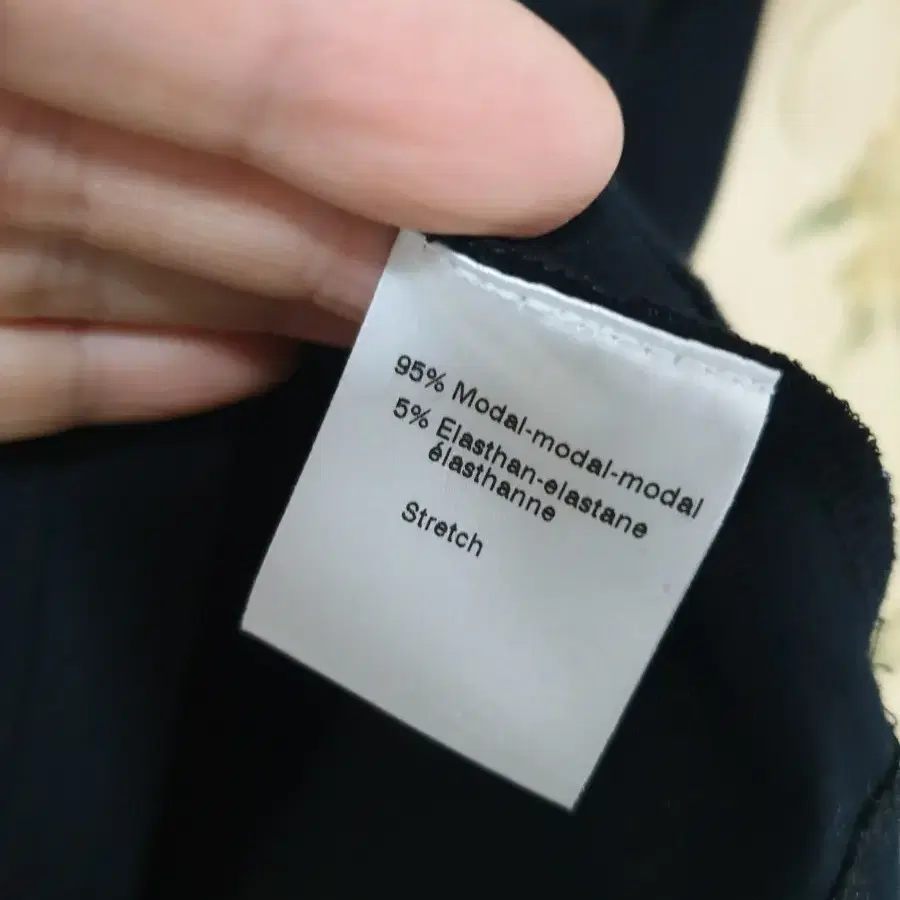 95% Modal-modal-modal
5% Elasthan-elastane
élasthanne
Stretch